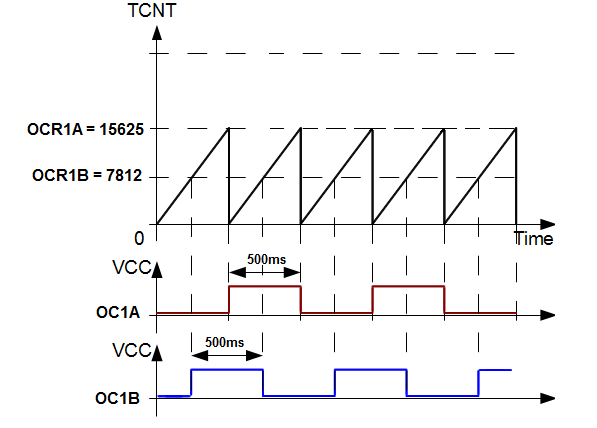 TCNT
OCR1A = 15625
OCR1B = 7812
0
Time
VCC
500ms
OC1A
VCC
500ms
OC1B